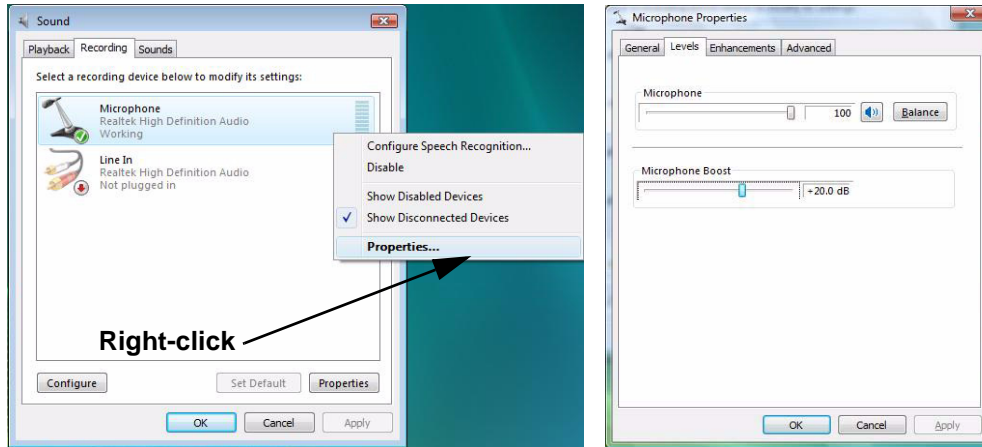 Sound
Playback Recording Sounds
Select a recording device below to modify its settings:
Microphone
Realtek High Definition Audio
Working
Line In
Realtek High Definition Audio
Not plugged in
Configure Speech Recognition...
Disable
Show Disabled Devices
Show Disconnected Devices
Properties...
Right-click
Configure Set Default Properties
OK Cancel Apply
Microphone Properties
General Levels Enhancements Advanced
Microphone
100 Balance
Microphone Boost
+20.0 dB
OK Cancel Apply